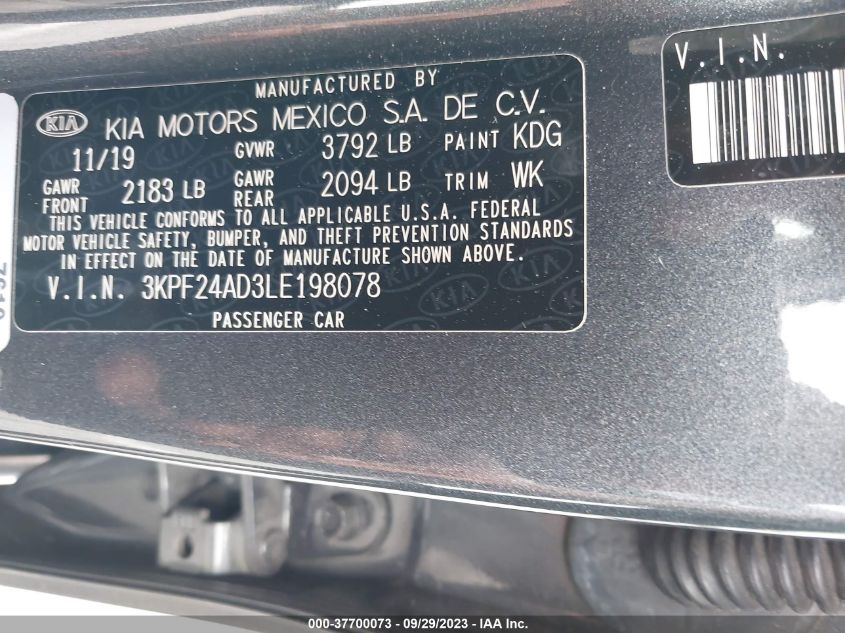 MANUFACTURED BY
KIA KIA MOTORS MEXICO S.A. DE C.V.
11/19 GVWR 3792 LB PAINT KDG
GAWR FRONT 2183 LB GAWR REAR 2094 LB TRIM WK
THIS VEHICLE CONFORMS TO ALL APPLICABLE U.S.A. FEDERAL
MOTOR VEHICLE SAFETY, BUMPER, AND THEFT PREVENTION STANDARDS
IN EFFECT ON THE DATE OF MANUFACTURE SHOWN ABOVE.
V.I.N. 3KPF24AD3LE198078
PASSENGER CAR
V.I.N.
000-37700073 - 09/29/2023 - IAA Inc.